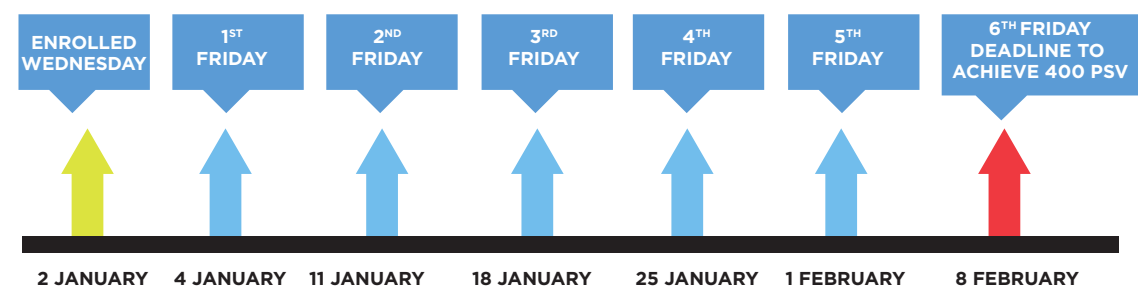 ENROLLED
WEDNESDAY
1ST
FRIDAY
2ND
FRIDAY
3RD
FRIDAY
4TH
FRIDAY
5TH
FRIDAY
6TH FRIDAY
DEADLINE TO
ACHIEVE 400 PSV
2 JANUARY
4 JANUARY
11 JANUARY
18 JANUARY
25 JANUARY
1 FEBRUARY
8 FEBRUARY